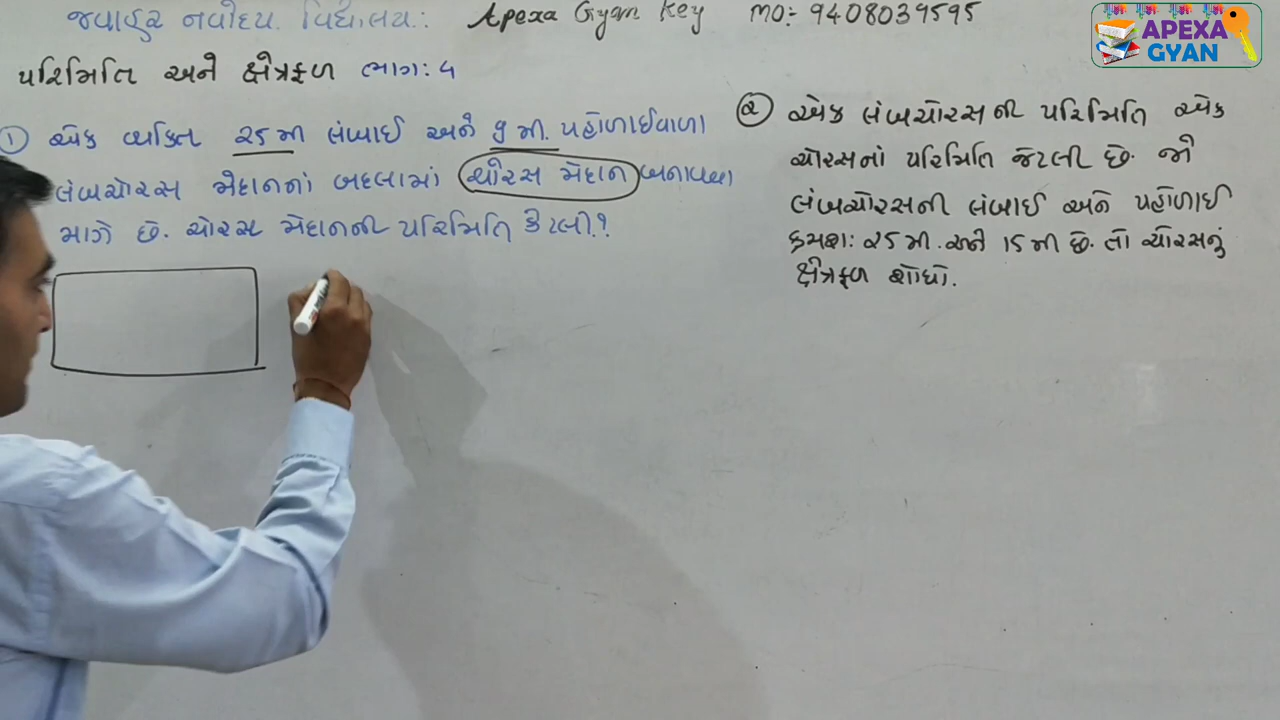 જવાહર નવોદય વિદ્યાલય: Apexa Gyan Key MO: 9408039595
APEXA GYAN
પરિમિતિ અને ક્ષેત્રફળ ભાગ: ૫
① એક વ્યક્તિ ૨૫ મી લંબાઈ અને ૭ મી. પહોળાઈવાળા
લંબચોરસ મેદાનનાં બદલામાં ચોરસ મેદાન બનાવવા
માગે છે. ચોરસ મેદાનની પરિમિતિ કેટલી?
② એક લંબચોરસની પરિમિતિ એક
ચોરસનાં પરિમિતિ જેટલી છે. જો
લંબચોરસની લંબાઈ અને પહોળાઈ
ક્રમશ: ૨૫ મી. અને ૧૫ મી છે. તો ચોરસનું
ક્ષેત્રફળ શોધો.